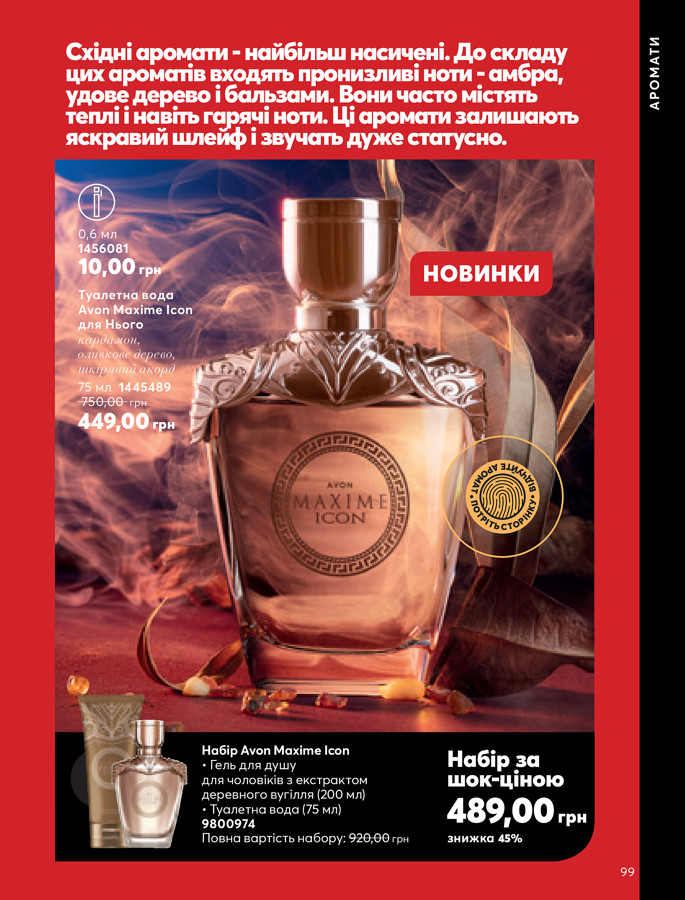 Східні аромати - найбільш насичені. До складу
цих ароматів входять пронизливі ноти - амбра,
удове дерево і бальзами. Вони часто містять
теплі і навіть гарячі ноти. Ці аромати залишають
яскравий шлейф і звучать дуже статусно.
АРОМАТИ
0,6 мл
1456081
10,00 грн
Туалетна вода
Avon Maxime Icon
для Нього
кардамон,
оливкове дерево,
шкіряний акорд
75 мл 1445489
750,00 грн
449,00 грн
НОВИНКИ
AVON
MAXIME
ICON
ВІДЧУЙТЕ АРОМАТ
ПОТРІТЬ СТОРІНКУ
Набір Avon Maxime Icon
• Гель для душу
для чоловіків з екстрактом
деревного вугілля (200 мл)
• Туалетна вода (75 мл)
9800974
Повна вартість набору: 920,00 грн
Набір за
шок-ціною
489,00 грн
знижка 45%
99